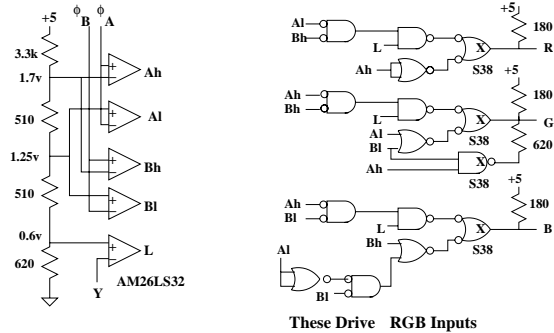 ϕ ϕ
+5 B A
3.3k
1.7v
Ah
510
Al
1.25v
Bh
510
Bl
0.6v
L
620
Y
AM26LS32
+5
Al
Bh
180
L
X
R
Ah
S38
+5
Ah
Bh
180
L
X
G
Al
S38
620
Bl
X
Ah
S38
+5
Ah
Bl
180
L
X
B
Bh
S38
Al
Bl
These Drive RGB Inputs